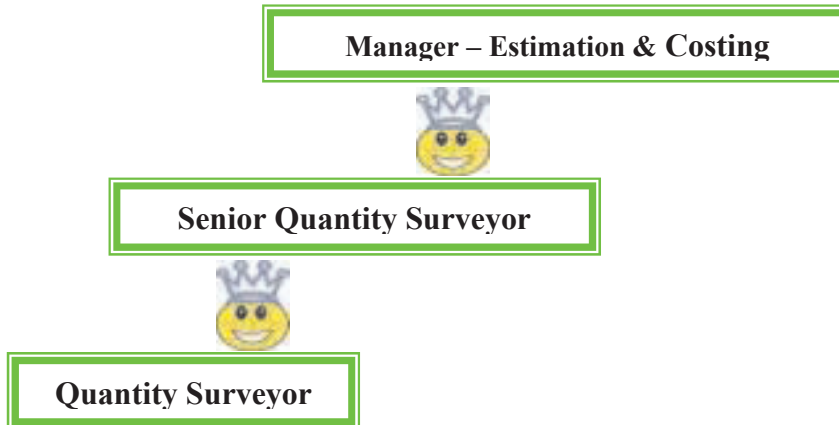 Manager – Estimation & Costing
Senior Quantity Surveyor
Quantity Surveyor